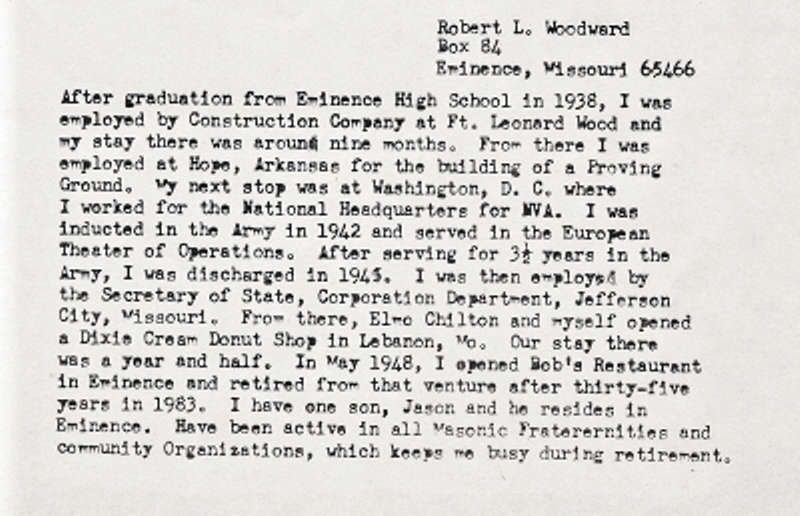 Robert L. Woodward
Box 84
Eminence, Missouri 65466
After graduation from Eminence High School in 1938, I was
employed by Construction Company at Ft. Leonard Wood and
my stay there was around nine months. From there I was
employed at Hope, Arkansas for the building of a Proving
Ground. My next stop was at Washington, D. C. where
I worked for the National Headquarters for NVA. I was
inducted in the Army in 1942 and served in the European
Theater of Operations. After serving for 3½ years in the
Army, I was discharged in 1945. I was then employed by
the Secretary of State, Corporation Department, Jefferson
City, Missouri. From there, Elmo Chilton and myself opened
a Dixie Cream Donut Shop in Lebanon, Mo. Our stay there
was a year and half. In May 1948, I opened Bob's Restaurant
in Eminence and retired from that venture after thirty-five
years in 1983. I have one son, Jason and he resides in
Eminence. Have been active in all Masonic Fraterernities and
community Organizations, which keeps me busy during retirement.